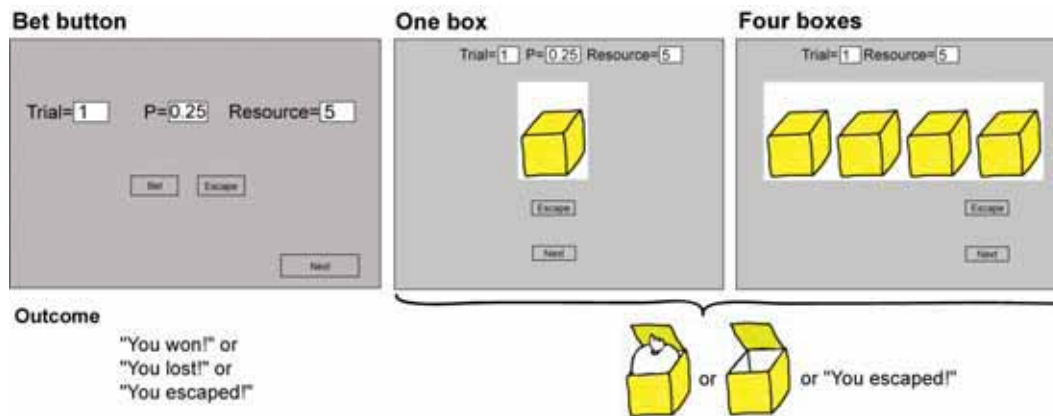 Bet button
Trial= 1 P= 0.25 Resource= 5
Bet Escape
Next
One box
Trial= 1 P= 0.25 Resource= 5
Escape
Next
Four boxes
Trial= 1 Resource= 5
Escape
Next
Outcome
"You won!" or
"You lost!" or
"You escaped!"
or or "You escaped!"